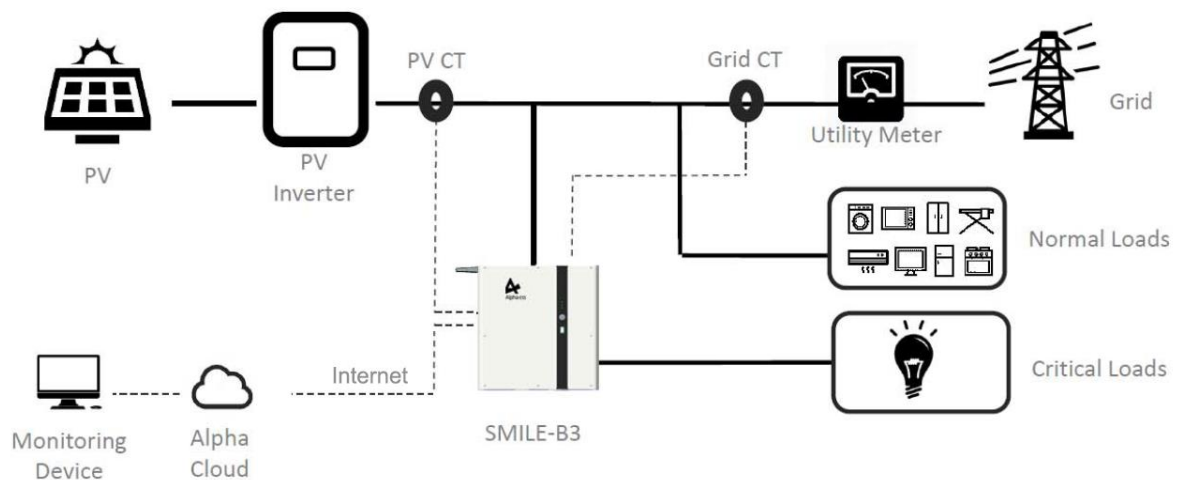 PV CT
Grid CT
Grid
Utility Meter
PV
PV
Inverter
Normal Loads
AlphaESS
Internet
Critical Loads
SMILE-B3
Monitoring
Device
Alpha
Cloud